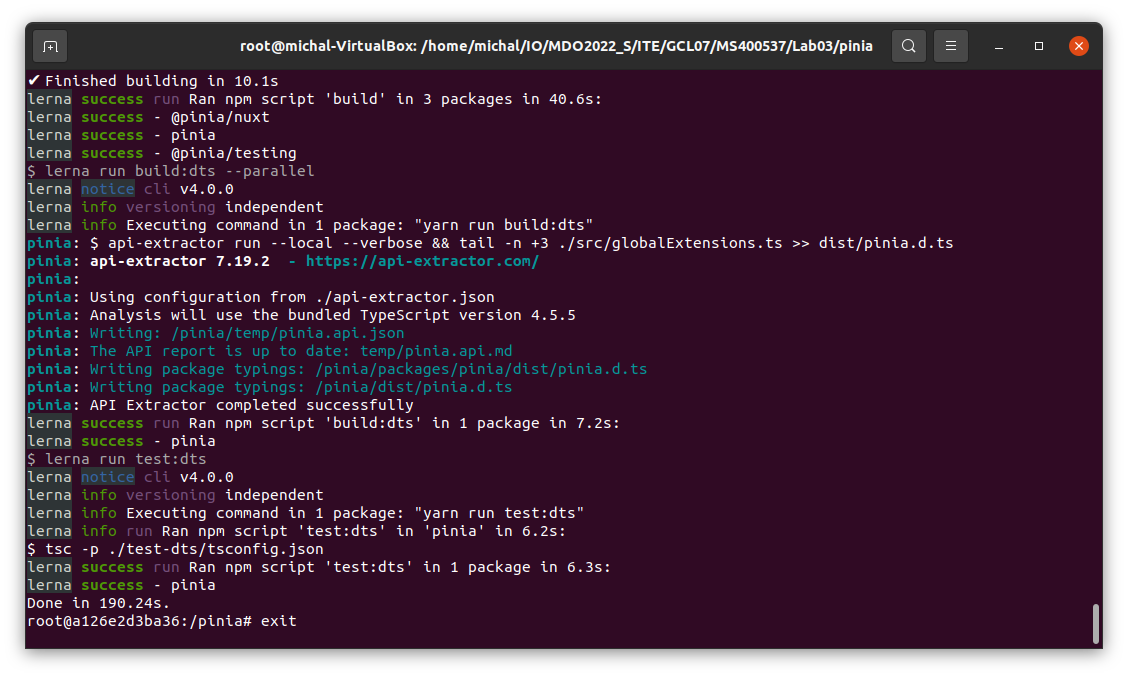 root@michal-VirtualBox: /home/michal/IO/MDO2022_S/ITE/GCL07/MS400537/Lab03/pinia
✔ Finished building in 10.1s
lerna success run Ran npm script 'build' in 3 packages in 40.6s:
lerna success - @pinia/nuxt
lerna success - pinia
lerna success - @pinia/testing
$ lerna run build:dts --parallel
lerna notice cli v4.0.0
lerna info versioning independent
lerna info Executing command in 1 package: "yarn run build:dts"
pinia: $ api-extractor run --local --verbose && tail -n +3 ./src/globalExtensions.ts >> dist/pinia.d.ts
pinia: api-extractor 7.19.2  - https://api-extractor.com/
pinia:
pinia: Using configuration from ./api-extractor.json
pinia: Analysis will use the bundled TypeScript version 4.5.5
pinia: Writing: /pinia/temp/pinia.api.json
pinia: The API report is up to date: temp/pinia.api.md
pinia: Writing package typings: /pinia/packages/pinia/dist/pinia.d.ts
pinia: Writing package typings: /pinia/dist/pinia.d.ts
pinia: API Extractor completed successfully
lerna success run Ran npm script 'build:dts' in 1 package in 7.2s:
lerna success - pinia
$ lerna run test:dts
lerna notice cli v4.0.0
lerna info versioning independent
lerna info Executing command in 1 package: "yarn run test:dts"
lerna info run Ran npm script 'test:dts' in 'pinia' in 6.2s:
$ tsc -p ./test-dts/tsconfig.json
lerna success run Ran npm script 'test:dts' in 1 package in 6.3s:
lerna success - pinia
Done in 190.24s.
root@a126e2d3ba36:/pinia# exit